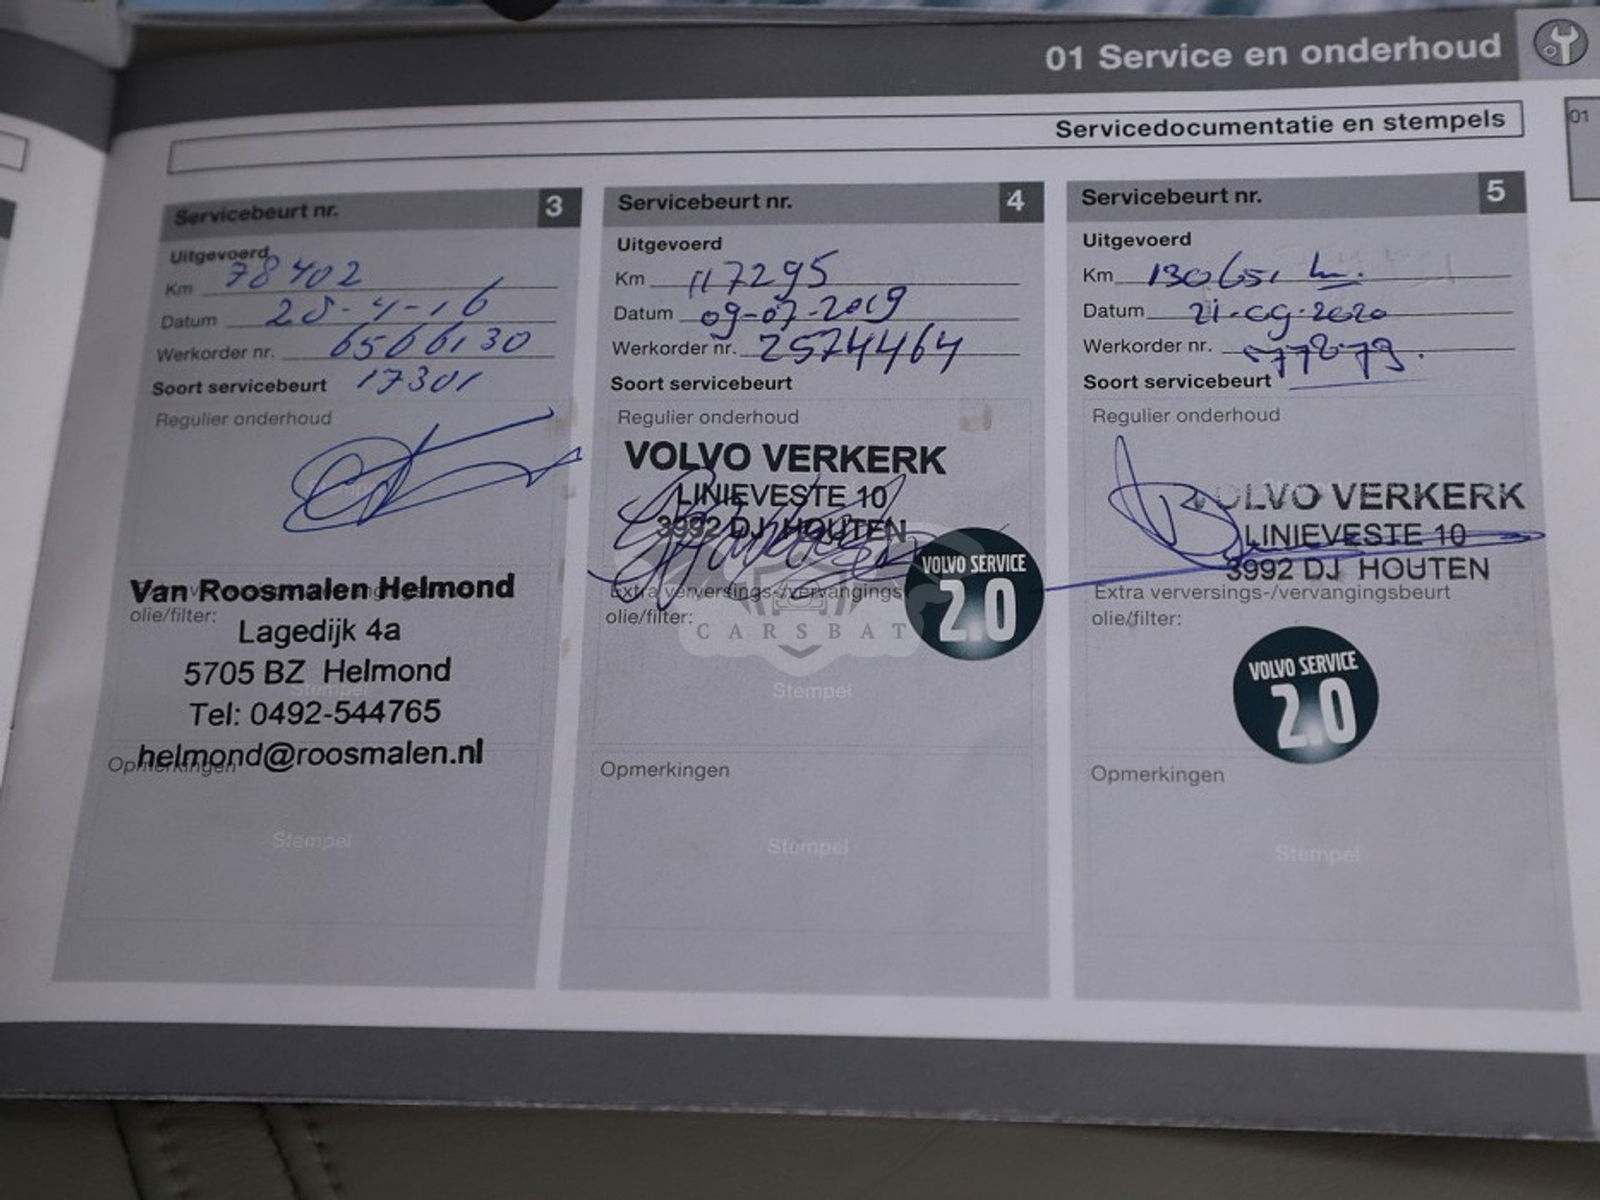 01 Service en onderhoud
Servicedocumentatie en stempels
01
Servicebeurt nr. 3
Uitgevoerd
Km 78402
Datum 28-4-16
Werkorder nr.
Soort servicebeurt 17301
Regulier onderhoud
Van Roosmalen Helmond
olie/filter:
Lagedijk 4a
5705 BZ Helmond
Stempel
Tel: 0492-544765
helmond@roosmalen.nl
Opmerkingen
Stempel
Servicebeurt nr. 4
Uitgevoerd
Km 117295
Datum 09-07-2019
Werkorder nr. 2574464
Soort servicebeurt
Regulier onderhoud
VOLVO VERKERK
LINIEVESTE 10
3992 DJ HOUTEN
VOLVO SERVICE
2.0
Extra verversings-/vervangings
olie/filter:
CARSBAT
Stempel
Opmerkingen
Stempel
Servicebeurt nr. 5
Uitgevoerd
Km 130651 km.
Datum 21-09-2020
Werkorder nr.
Soort servicebeurt
Regulier onderhoud
VOLVO VERKERK
LINIEVESTE 10
3992 DJ HOUTEN
Extra verversings-/vervangingsbeurt
olie/filter:
VOLVO SERVICE
2.0
Opmerkingen
Stempel